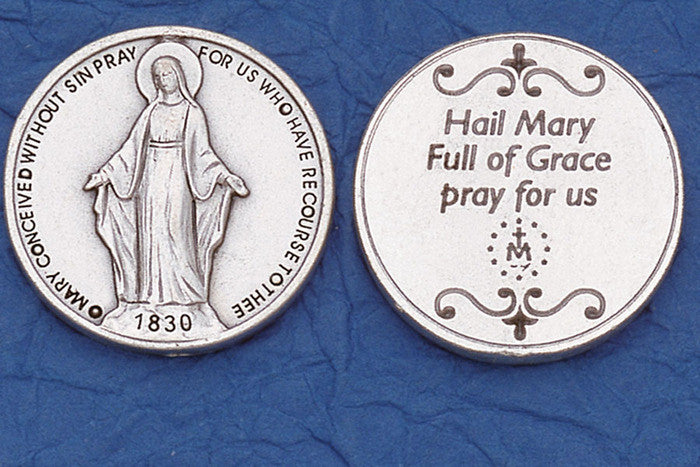 O MARY CONCEIVED WITHOUT SIN PRAY FOR US WHO HAVE RECOURSE TO THEE
1830
Hail Mary
Full of Grace
pray for us
M